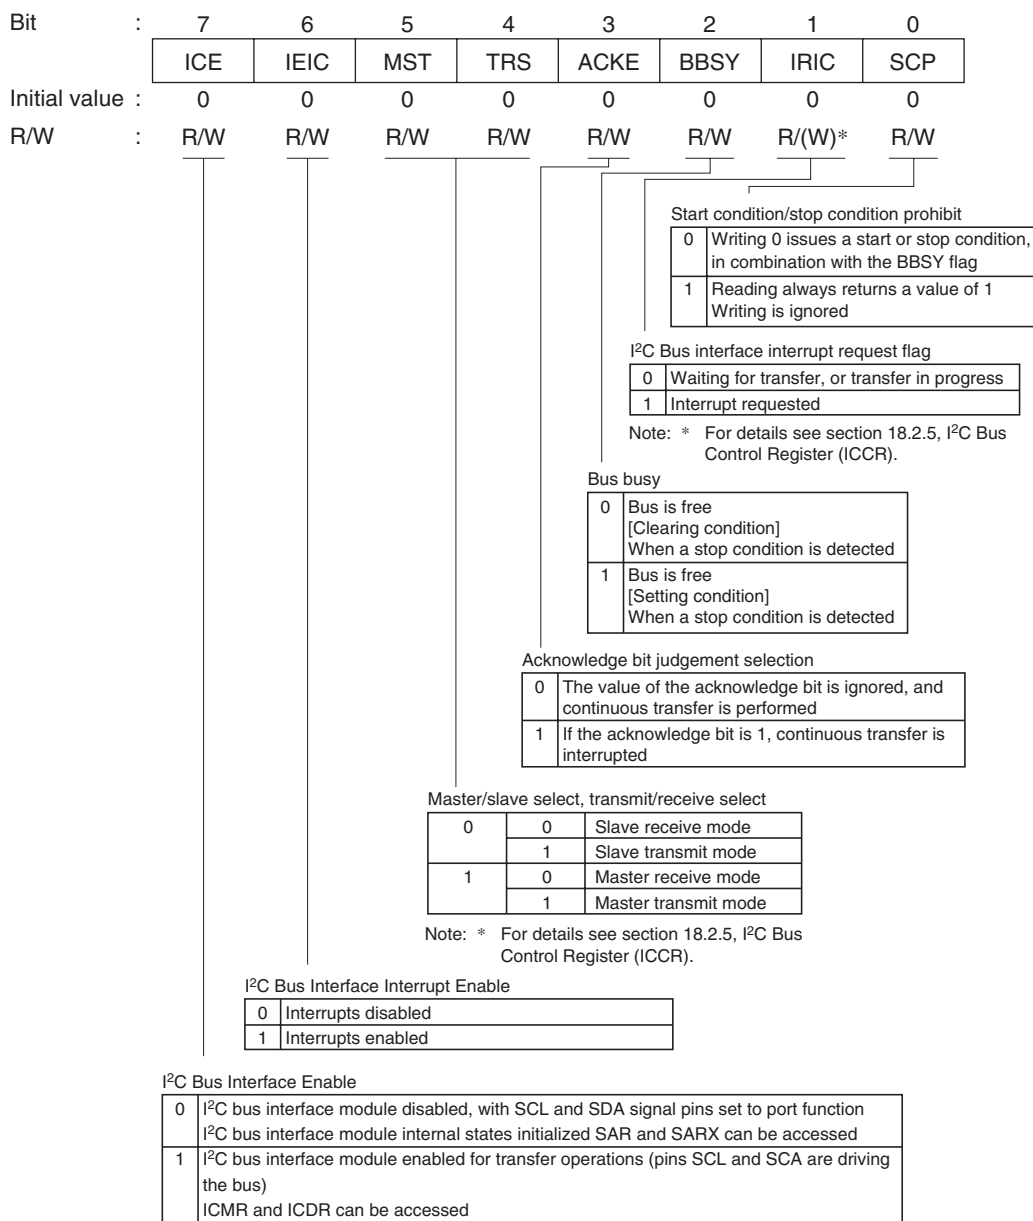 Bit : 7 6 5 4 3 2 1 0
ICE IEIC MST TRS ACKE BBSY IRIC SCP
Initial value : 0 0 0 0 0 0 0 0
R/W : R/W R/W R/W R/W R/W R/W R/(W)* R/W
Start condition/stop condition prohibit
0 Writing 0 issues a start or stop condition,
in combination with the BBSY flag
1 Reading always returns a value of 1
Writing is ignored
I²C Bus interface interrupt request flag
0 Waiting for transfer, or transfer in progress
1 Interrupt requested
Note: * For details see section 18.2.5, I²C Bus
Control Register (ICCR).
Bus busy
0 Bus is free
[Clearing condition]
When a stop condition is detected
1 Bus is free
[Setting condition]
When a stop condition is detected
Acknowledge bit judgement selection
0 The value of the acknowledge bit is ignored, and
continuous transfer is performed
1 If the acknowledge bit is 1, continuous transfer is
interrupted
Master/slave select, transmit/receive select
0 0 Slave receive mode
1 Slave transmit mode
1 0 Master receive mode
1 Master transmit mode
Note: * For details see section 18.2.5, I²C Bus
Control Register (ICCR).
I²C Bus Interface Interrupt Enable
0 Interrupts disabled
1 Interrupts enabled
I²C Bus Interface Enable
0 I²C bus interface module disabled, with SCL and SDA signal pins set to port function
I²C bus interface module internal states initialized SAR and SARX can be accessed
1 I²C bus interface module enabled for transfer operations (pins SCL and SCA are driving
the bus)
ICMR and ICDR can be accessed